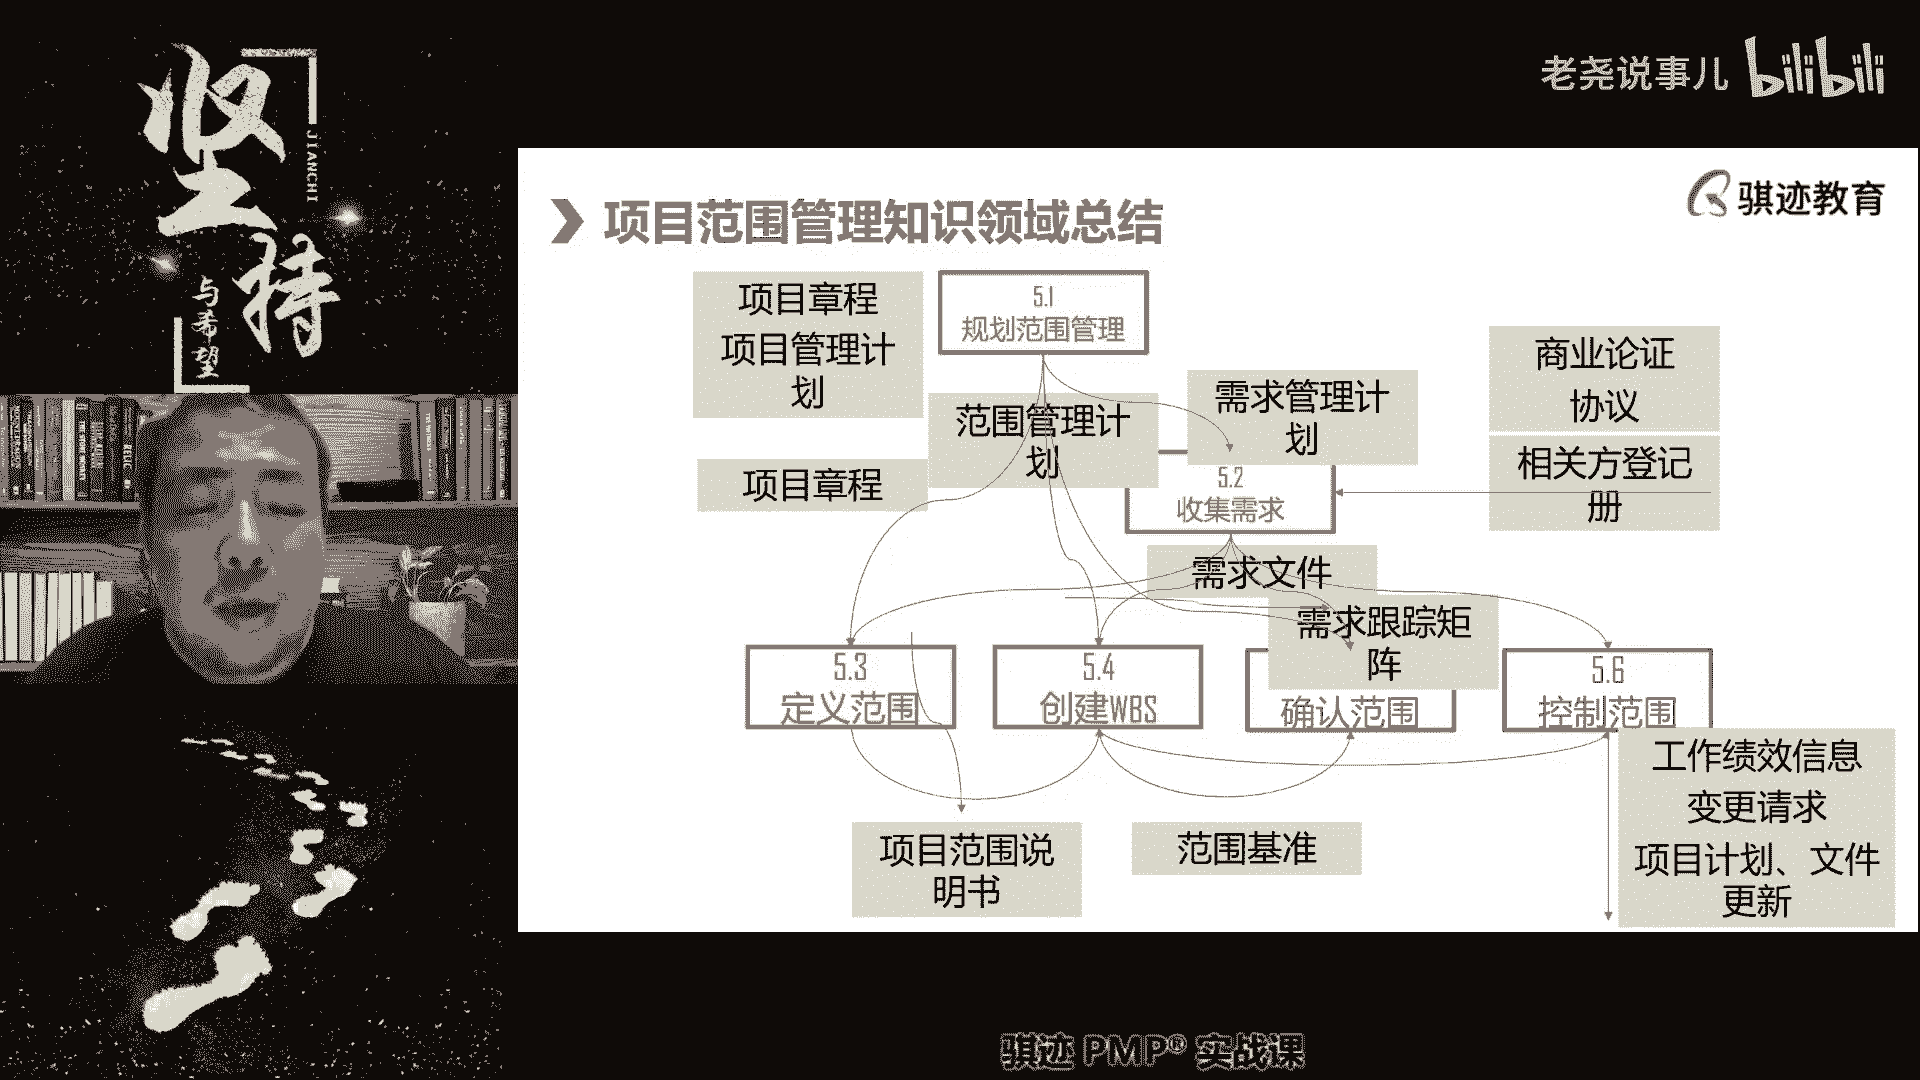 坚持
JIANCHI
与希望
老尧说事儿 bilibili
骐迹教育
项目范围管理知识领域总结
项目章程
项目管理计
划
5.1
规划范围管理
商业论证
协议
需求管理计
划
范围管理计
划
项目章程
相关方登记
册
5.2
收集需求
需求文件
需求跟踪矩
阵
5.3
定义范围
5.4
创建WBS
确认范围
5.6
控制范围
工作绩效信息
变更请求
项目计划、文件
更新
项目范围说
明书
范围基准
骐迹 PMP® 实战课